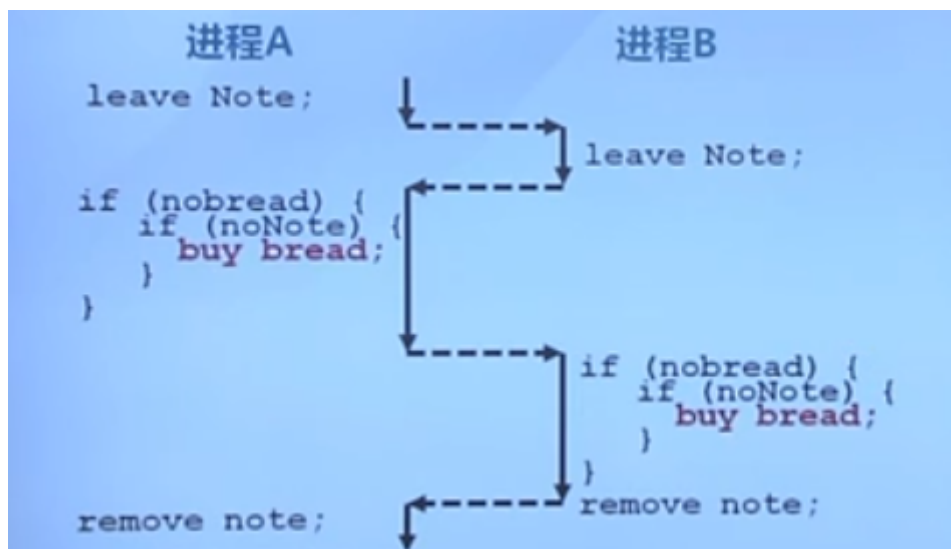 进程A
进程B
leave Note;
leave Note;
if (nobread) {
if (noNote) {
buy bread;
}
}
if (nobread) {
if (noNote) {
buy bread;
}
}
remove note;
remove note;